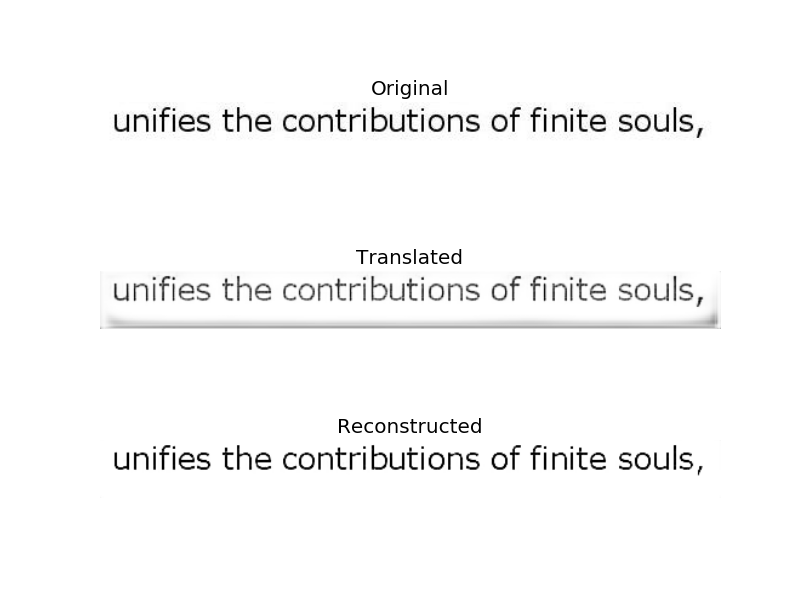 Original
unifies the contributions of finite souls,
Translated
unifies the contributions of finite souls,
Reconstructed
unifies the contributions of finite souls,